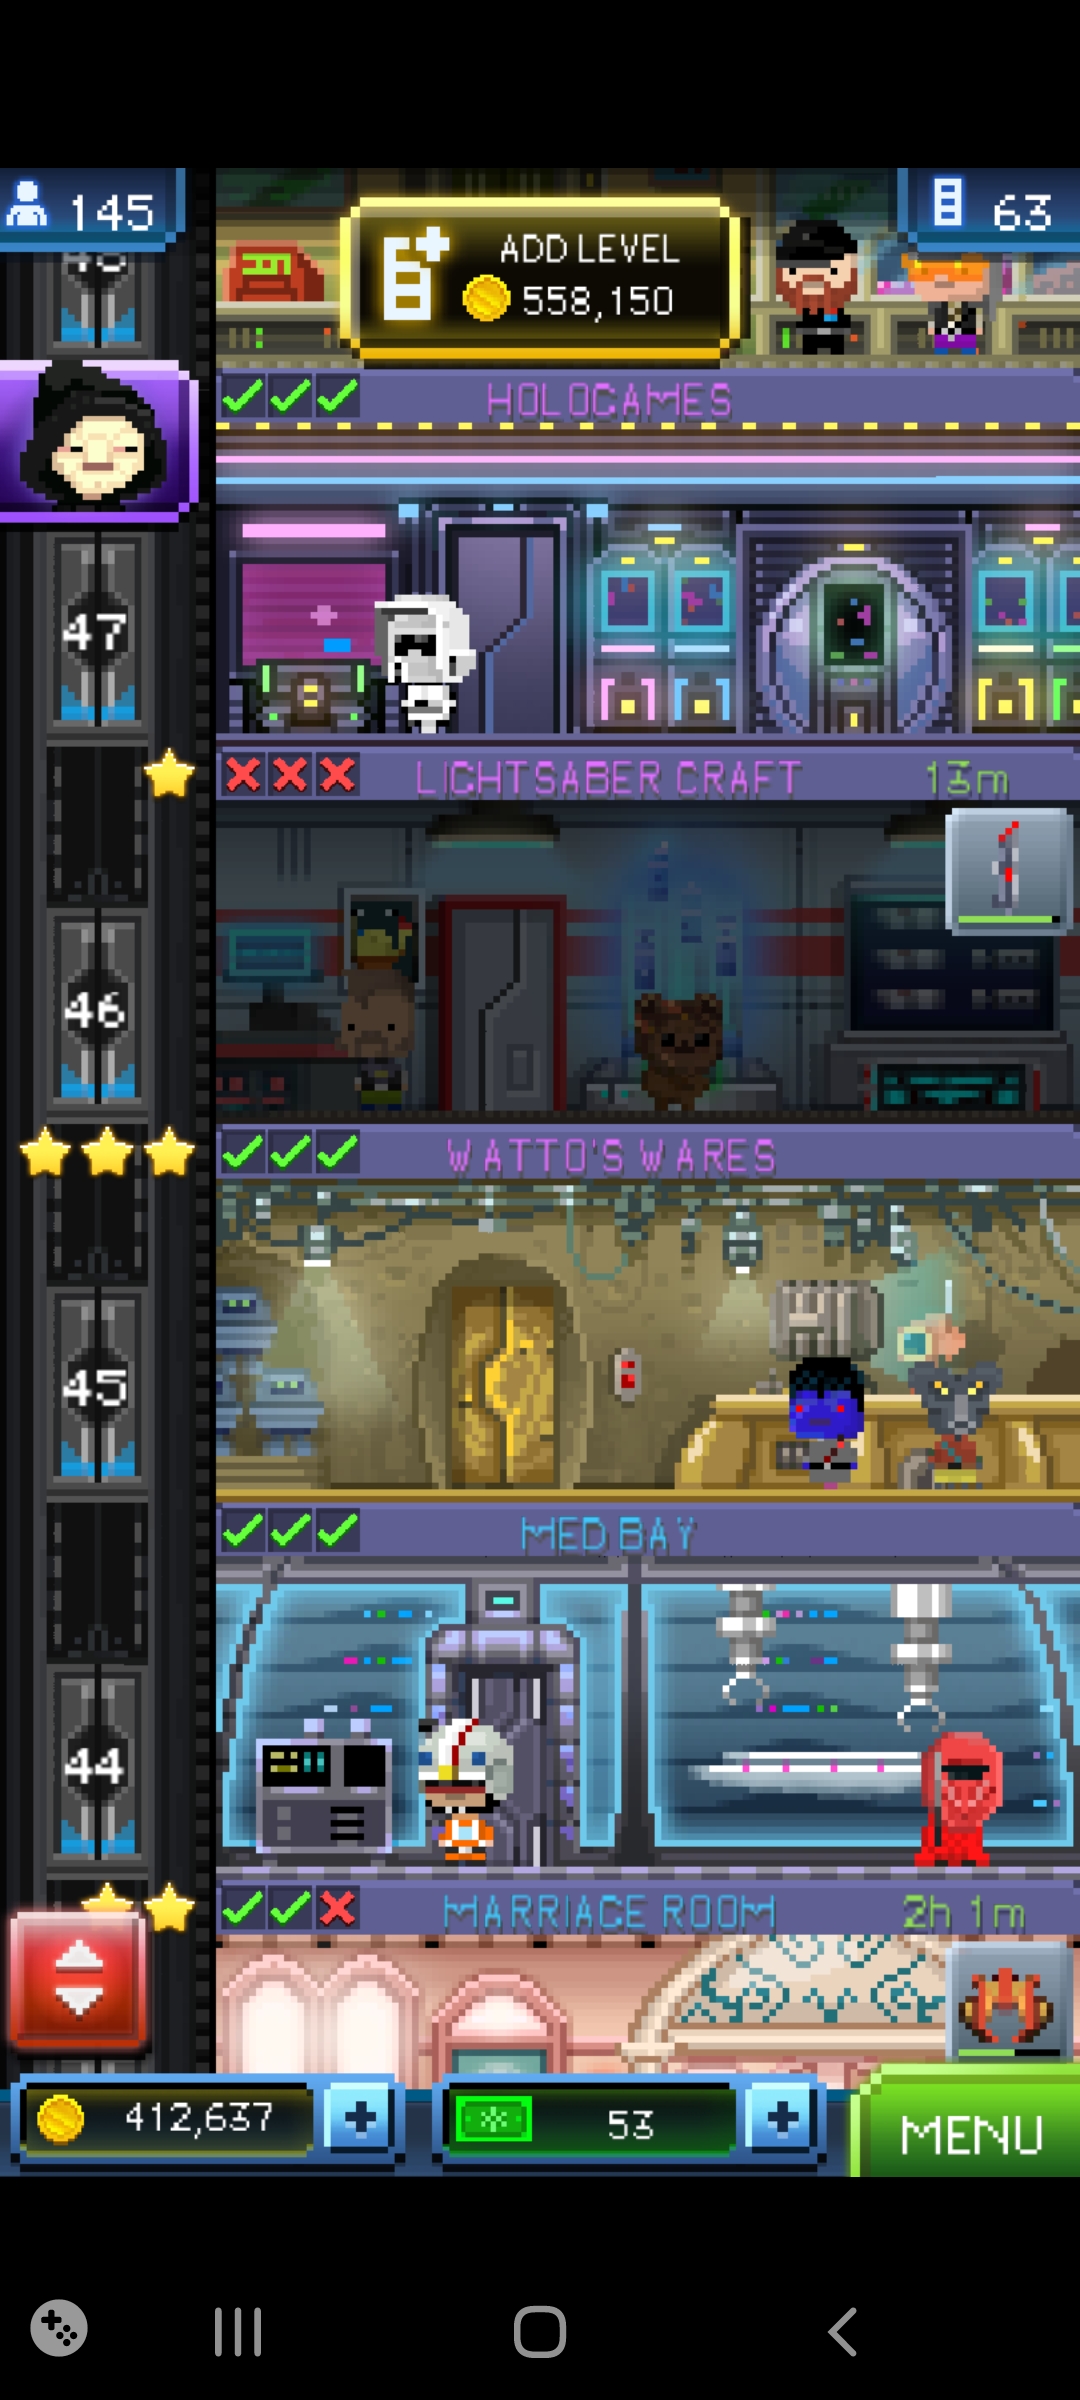 145
ADD LEVEL
558,150
63
HOLOGAMES
47
LIGHTSABER CRAFT
13m
46
WATTO'S WARES
45
MED BAY
44
MARRIAGE ROOM
2h 1m
412,637
53
MENU